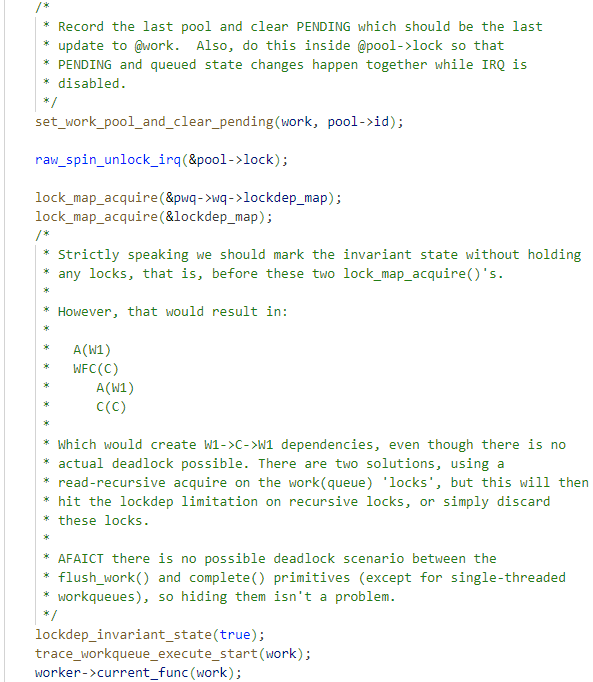 /*
 * Record the last pool and clear PENDING which should be the last
 * update to @work.  Also, do this inside @pool->lock so that
 * PENDING and queued state changes happen together while IRQ is
 * disabled.
 */
set_work_pool_and_clear_pending(work, pool->id);

raw_spin_unlock_irq(&pool->lock);

lock_map_acquire(&pwq->wq->lockdep_map);
lock_map_acquire(&lockdep_map);
/*
 * Strictly speaking we should mark the invariant state without holding
 * any locks, that is, before these two lock_map_acquire()'s.
 *
 * However, that would result in:
 *
 *   A(W1)
 *   WFC(C)
 *      A(W1)
 *      C(C)
 *
 * Which would create W1->C->W1 dependencies, even though there is no
 * actual deadlock possible. There are two solutions, using a
 * read-recursive acquire on the work(queue) 'locks', but this will then
 * hit the lockdep limitation on recursive locks, or simply discard
 * these locks.
 *
 * AFAICT there is no possible deadlock scenario between the
 * flush_work() and complete() primitives (except for single-threaded
 * workqueues), so hiding them isn't a problem.
 */
lockdep_invariant_state(true);
trace_workqueue_execute_start(work);
worker->current_func(work);